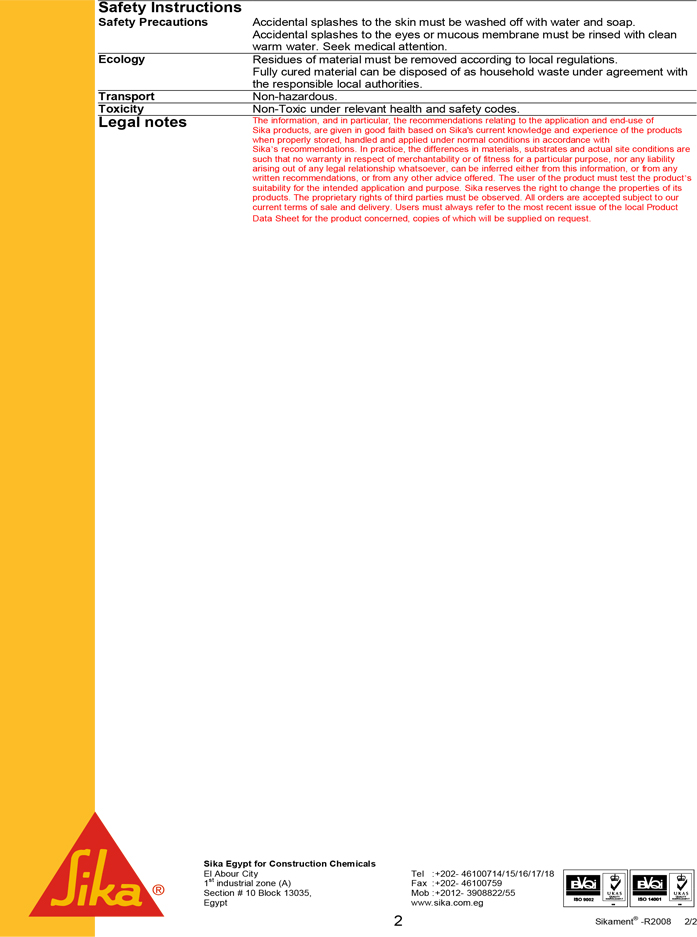 Safety Instructions
Safety Precautions Accidental splashes to the skin must be washed off with water and soap.
Accidental splashes to the eyes or mucous membrane must be rinsed with clean
warm water. Seek medical attention.
Ecology Residues of material must be removed according to local regulations.
Fully cured material can be disposed of as household waste under agreement with
the responsible local authorities.
Transport Non-hazardous.
Toxicity Non-Toxic under relevant health and safety codes.
Legal notes The information, and in particular, the recommendations relating to the application and end-use of
Sika products, are given in good faith based on Sika's current knowledge and experience of the products
when properly stored, handled and applied under normal conditions in accordance with
Sika's recommendations. In practice, the differences in materials, substrates and actual site conditions are
such that no warranty in respect of merchantability or of fitness for a particular purpose, nor any liability
arising out of any legal relationship whatsoever, can be inferred either from this information, or from any
written recommendations, or from any other advice offered. The user of the product must test the product's
suitability for the intended application and purpose. Sika reserves the right to change the properties of its
products. The proprietary rights of third parties must be observed. All orders are accepted subject to our
current terms of sale and delivery. Users must always refer to the most recent issue of the local Product
Data Sheet for the product concerned, copies of which will be supplied on request.
Sika®
Sika Egypt for Construction Chemicals
El Abour City Tel :+202- 46100714/15/16/17/18
1st industrial zone (A) Fax :+202- 46100759
Section # 10 Block 13035, Mob :+2012- 3908822/55
Egypt www.sika.com.eg
BVQI UKAS BVQI UKAS
ISO 9002 ISO 14001
2 Sikament® -R2008 2/2